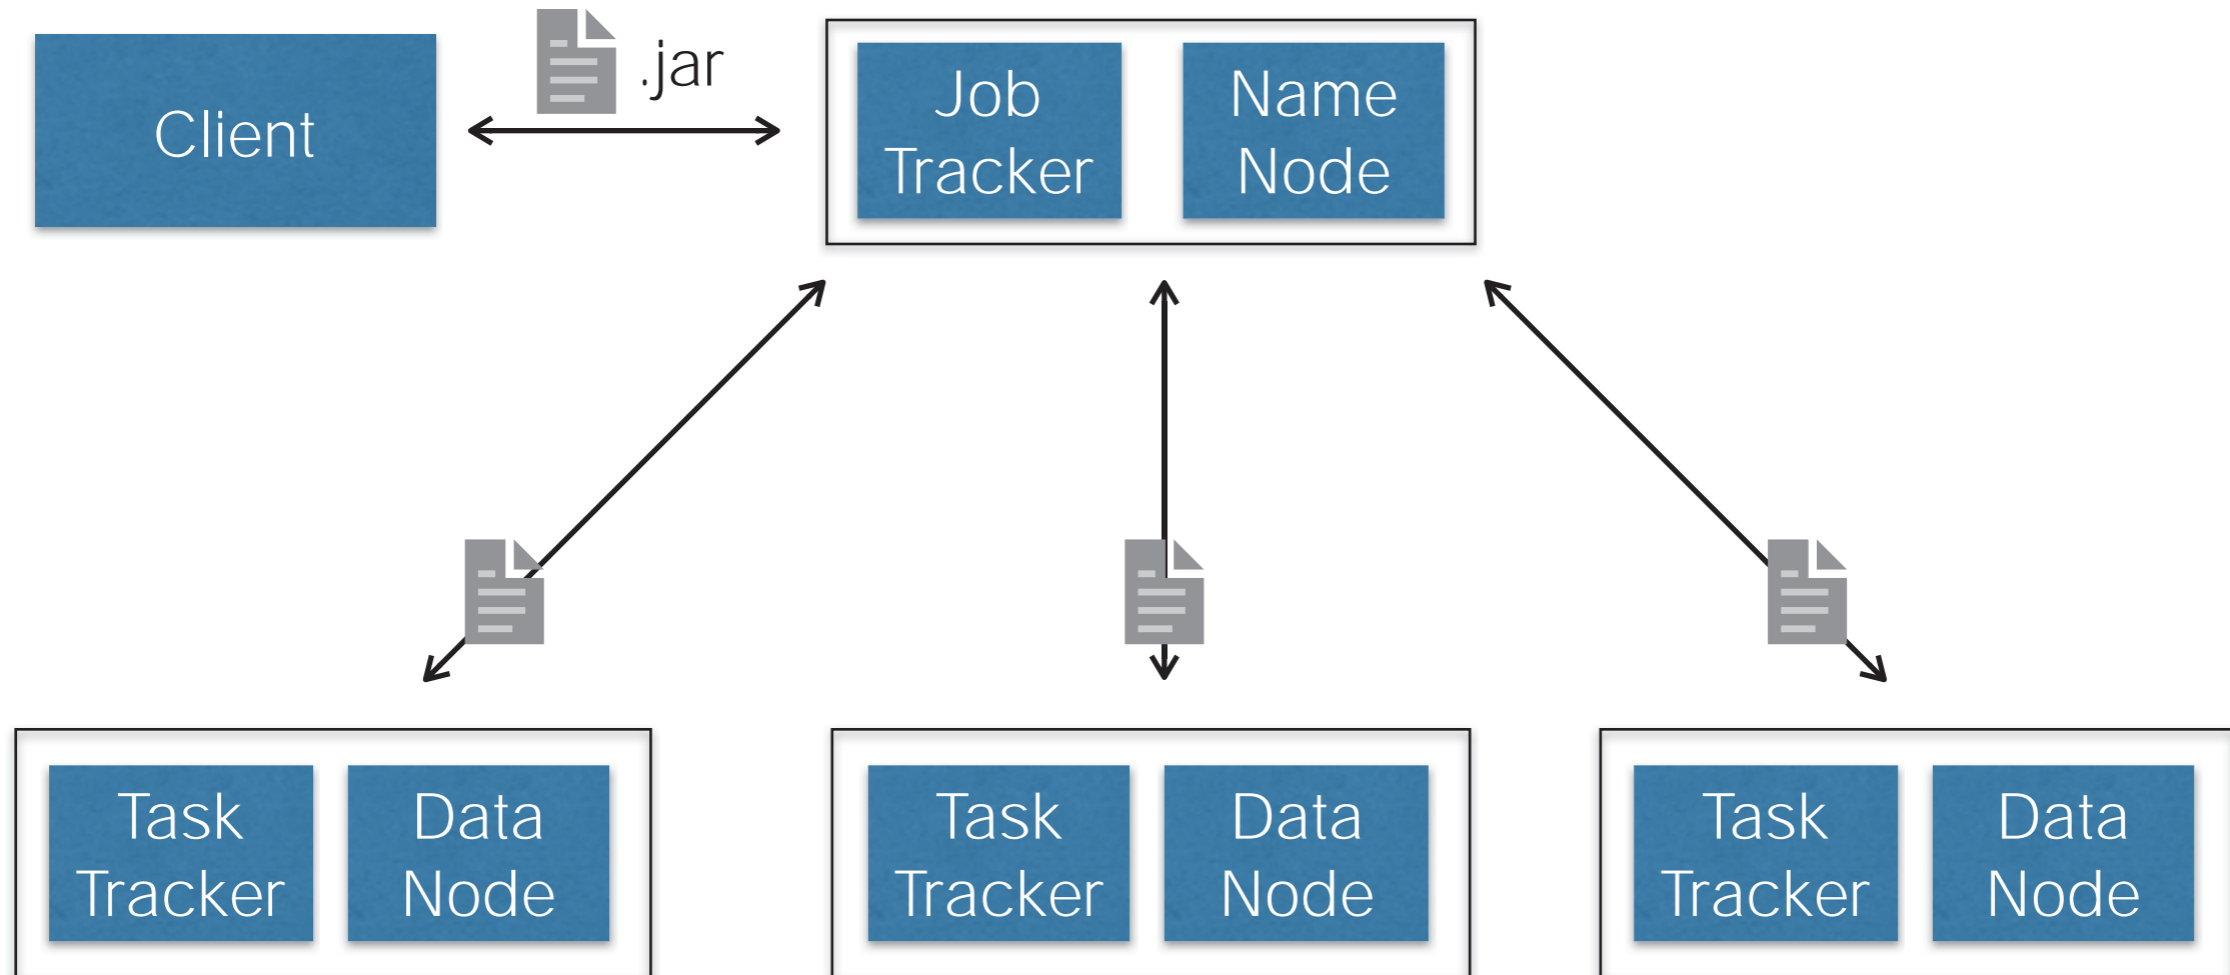 Client
.jar
Job
Tracker
Name
Node
Task
Tracker
Data
Node
Task
Tracker
Data
Node
Task
Tracker
Data
Node